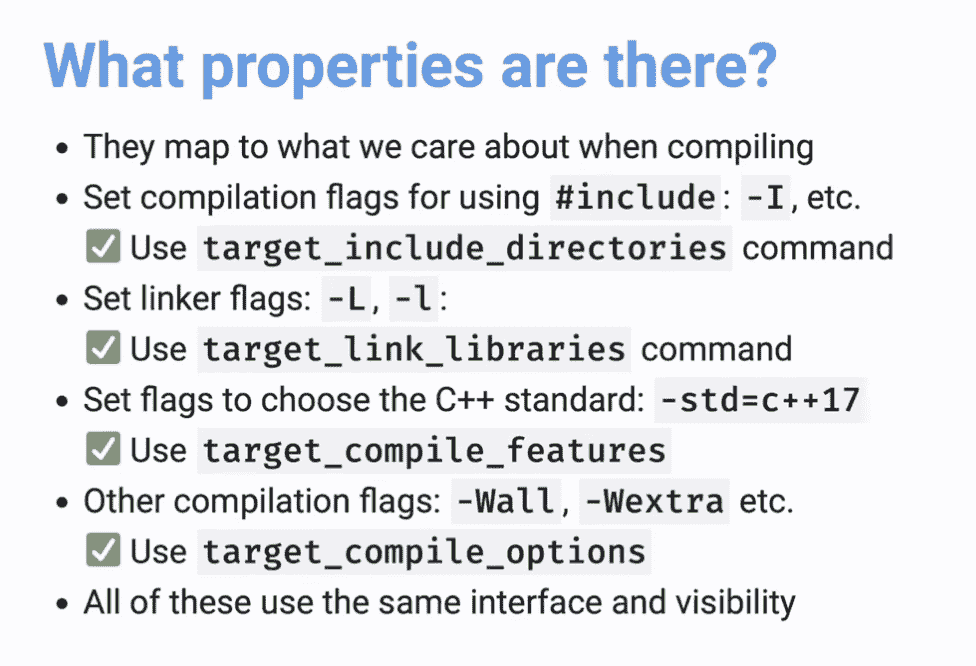 What properties are there?
• They map to what we care about when compiling
• Set compilation flags for using #include: -I, etc.
✅ Use target_include_directories command
• Set linker flags: -L, -l:
✅ Use target_link_libraries command
• Set flags to choose the C++ standard: -std=c++17
✅ Use target_compile_features
• Other compilation flags: -Wall, -Wextra etc.
✅ Use target_compile_options
• All of these use the same interface and visibility